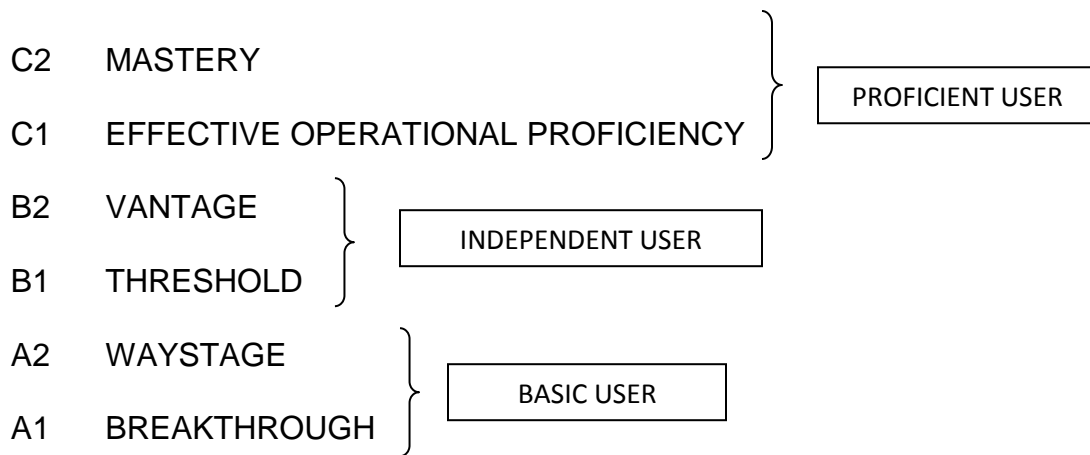 C2 MASTERY
PROFICIENT USER
C1 EFFECTIVE OPERATIONAL PROFICIENCY
B2 VANTAGE
INDEPENDENT USER
B1 THRESHOLD
A2 WAYSTAGE
BASIC USER
A1 BREAKTHROUGH